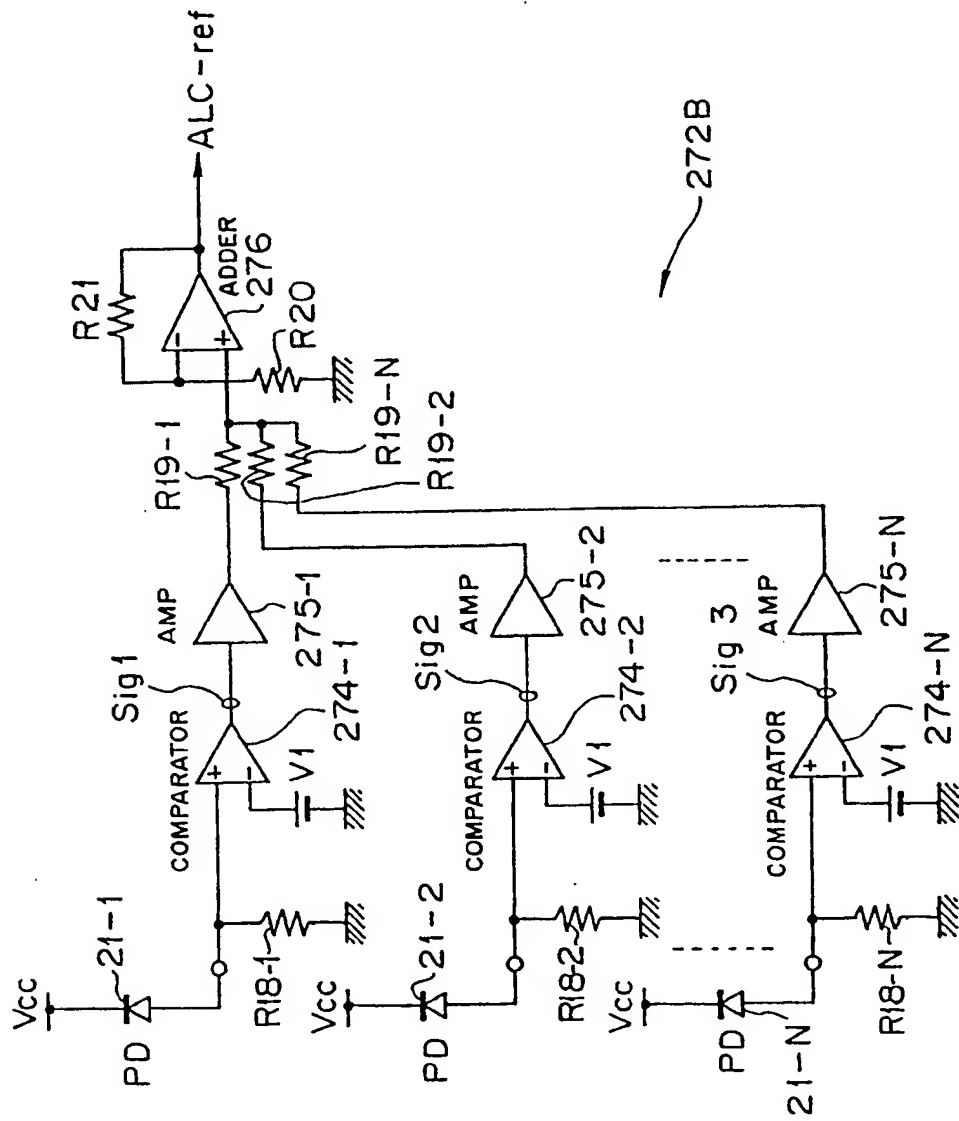 Vcc
21-1
PD
R18-1
COMPARATOR
V1
274-1
Sig1
AMP
275-1
R19-1
R21
ADDER
276
R20
ALC-ref
R19-N
R19-2
Vcc
21-2
PD
R18-2
COMPARATOR
V1
274-2
Sig2
AMP
275-2
272B
Vcc
PD
21-N
R18-N
COMPARATOR
V1
274-N
Sig 3
AMP
275-N